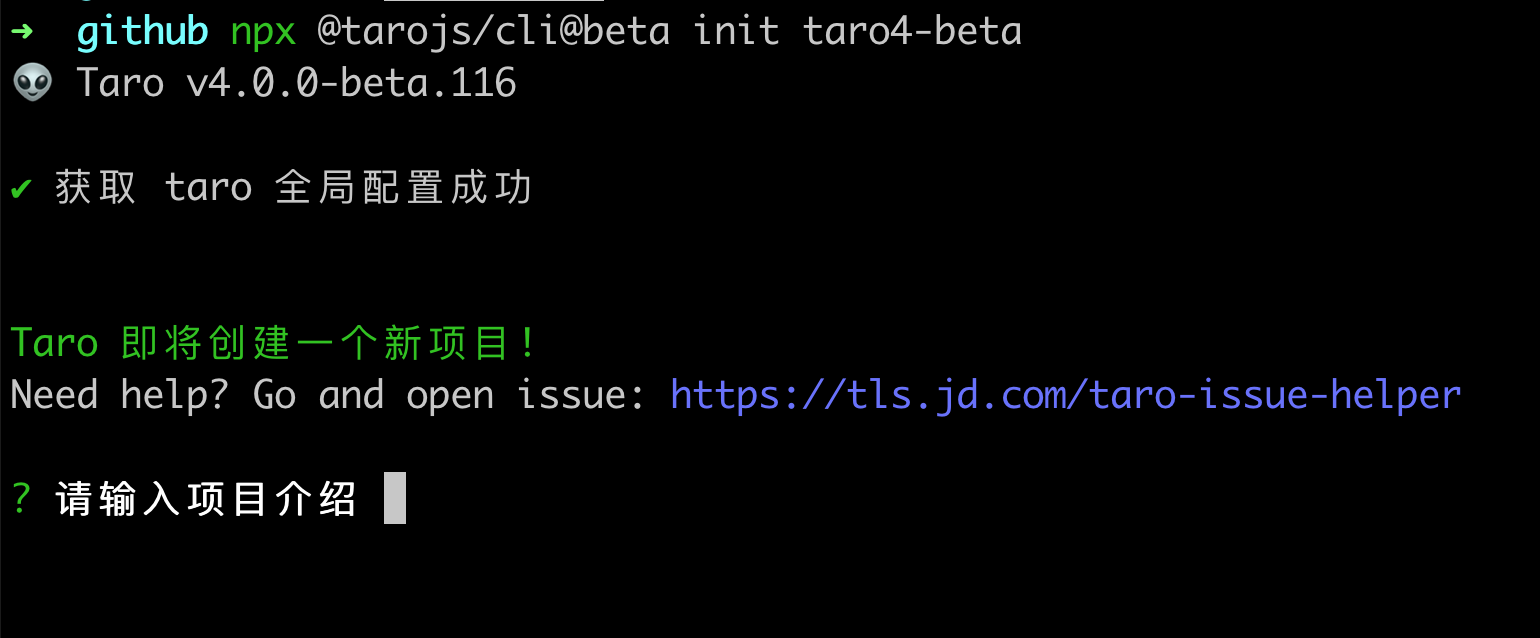 ➜ github npx @tarojs/cli@beta init taro4-beta
👽 Taro v4.0.0-beta.116
✔ 获取 taro 全局配置成功
Taro 即将创建一个新项目!
Need help? Go and open issue: https://tls.jd.com/taro-issue-helper
? 请输入项目介绍